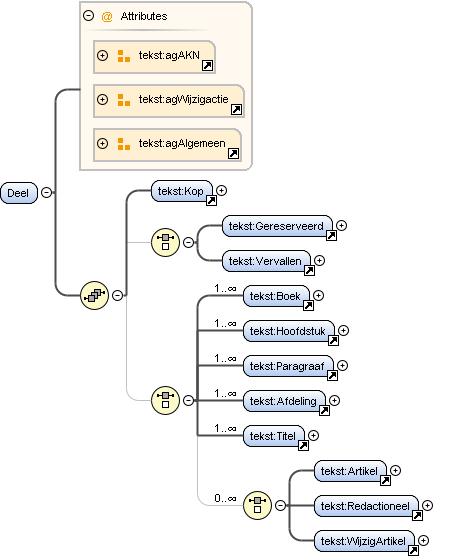 @ Attributes
tekst:agAKN
tekst:agWijzigactie
tekst:agAlgemeen
Deel
tekst:Kop
tekst:Gereserveerd
tekst:Vervallen
1..∞ tekst:Boek
1..∞ tekst:Hoofdstuk
1..∞ tekst:Paragraaf
1..∞ tekst:Afdeling
1..∞ tekst:Titel
0..∞
tekst:Artikel
tekst:Redactioneel
tekst:WijzigArtikel